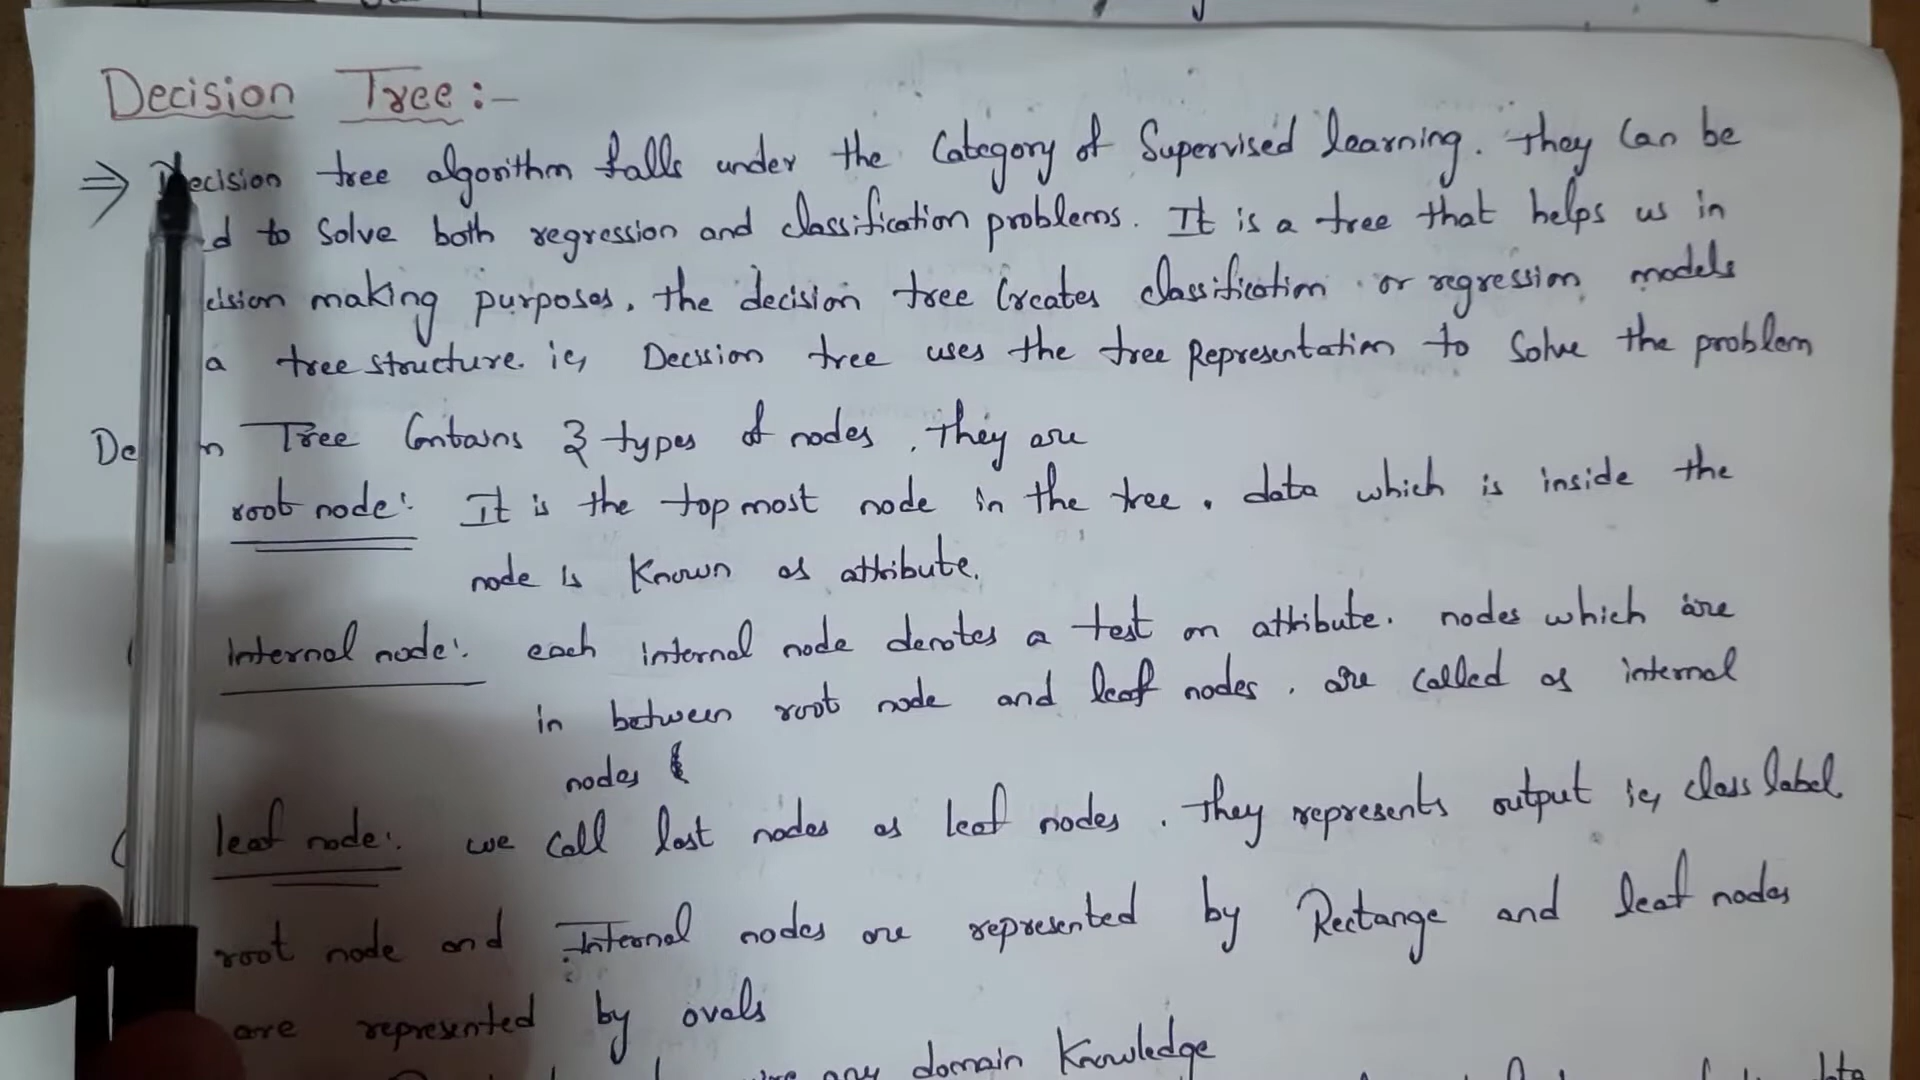 Decision Tree :-
⇒ Decision tree algorithm falls under the Category of Supervised learning. They Can be
d to Solve both regression and classification problems. It is a tree that helps us in
cision making purposes, the decision tree Creates classification or regression models
a tree structure. ie, Decision tree uses the tree Representation to Solve the problem
De n Tree Contains 3 types of nodes, They are
root node: It is the top most node in the tree. data which is inside the
node is Known as attribute.
Internal node: each internal node denotes a test on attribute. nodes which are
in between root node and leaf nodes, are called as internal
nodes
leaf node: we call last nodes as leaf nodes. They represents output ie, class label
root node and Internal nodes are represented by Rectange and leaf nodes
are represented by ovals
any domain Knowledge